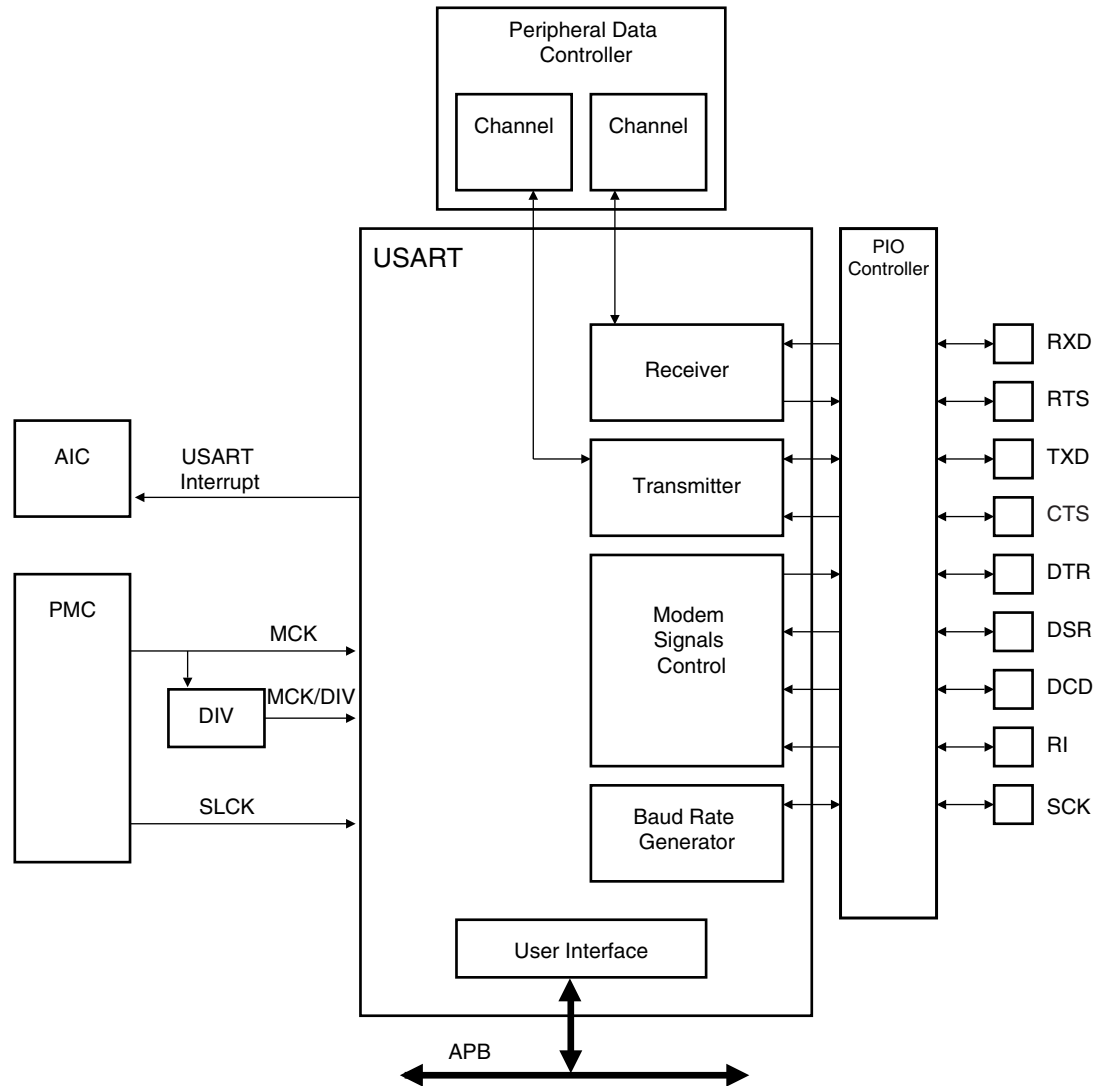 Peripheral Data
Controller
Channel
Channel
USART
PIO
Controller
Receiver
RXD
RTS
AIC
USART
Interrupt
Transmitter
TXD
CTS
PMC
MCK
DIV
MCK/DIV
SLCK
Modem
Signals
Control
DTR
DSR
DCD
RI
Baud Rate
Generator
SCK
User Interface
APB